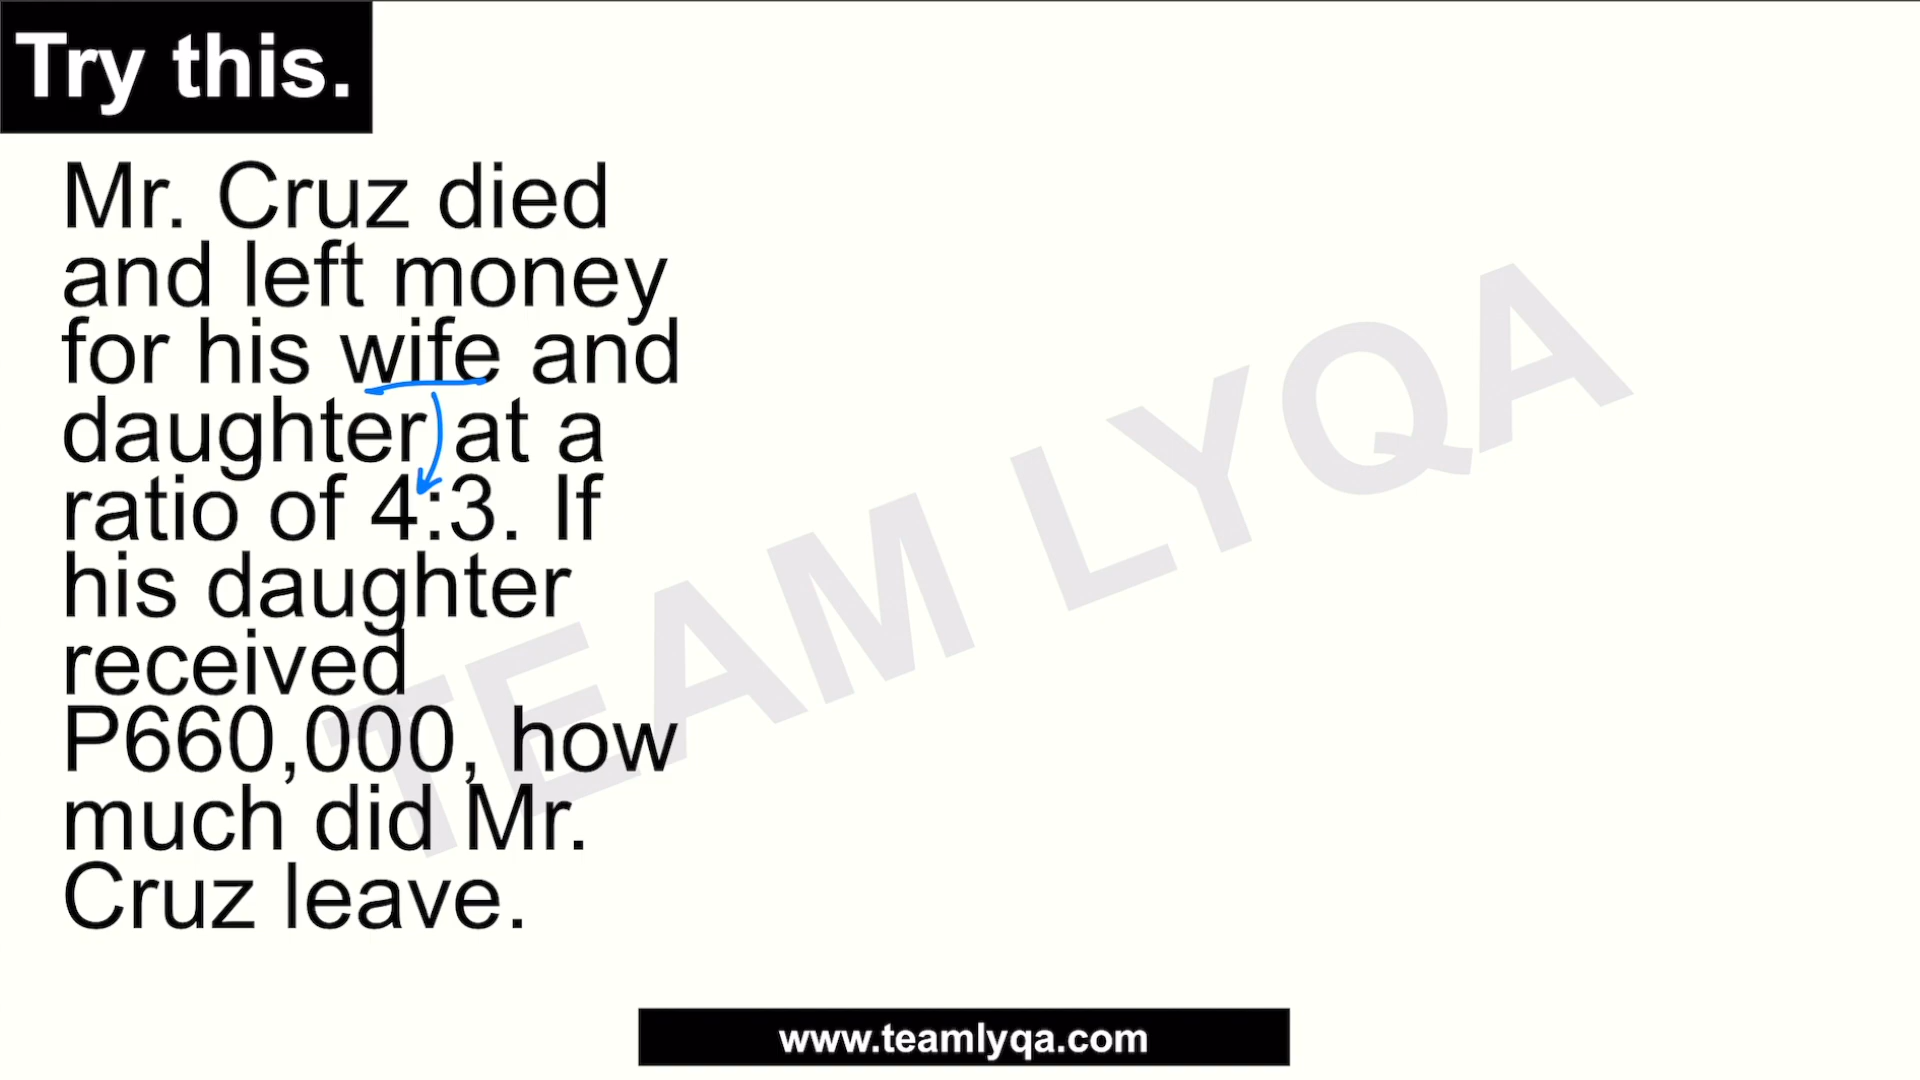 Try this.
Mr. Cruz died
and left money
for his wife and
daughter at a
ratio of 4:3. If
his daughter
received
P660,000, how
much did Mr.
Cruz leave.
TEAM LYQA
www.teamlyqa.com